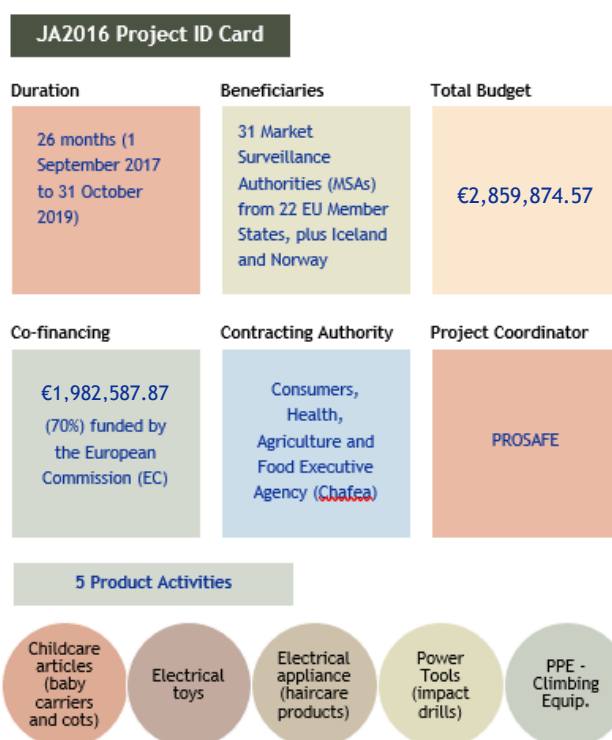 JA2016 Project ID Card
Duration
26 months (1
September 2017
to 31 October
2019)
Beneficiaries
31 Market
Surveillance
Authorities (MSAs)
from 22 EU Member
States, plus Iceland
and Norway
Total Budget
€2,859,874.57
Co-financing
€1,982,587.87
(70%) funded by
the European
Commission (EC)
Contracting Authority
Consumers,
Health,
Agriculture and
Food Executive
Agency (Chafea)
Project Coordinator
PROSAFE
5 Product Activities
Childcare
articles
(baby
carriers
and cots)
Electrical
toys
Electrical
appliance
(haircare
products)
Power
Tools
(impact
drills)
PPE -
Climbing
Equip.